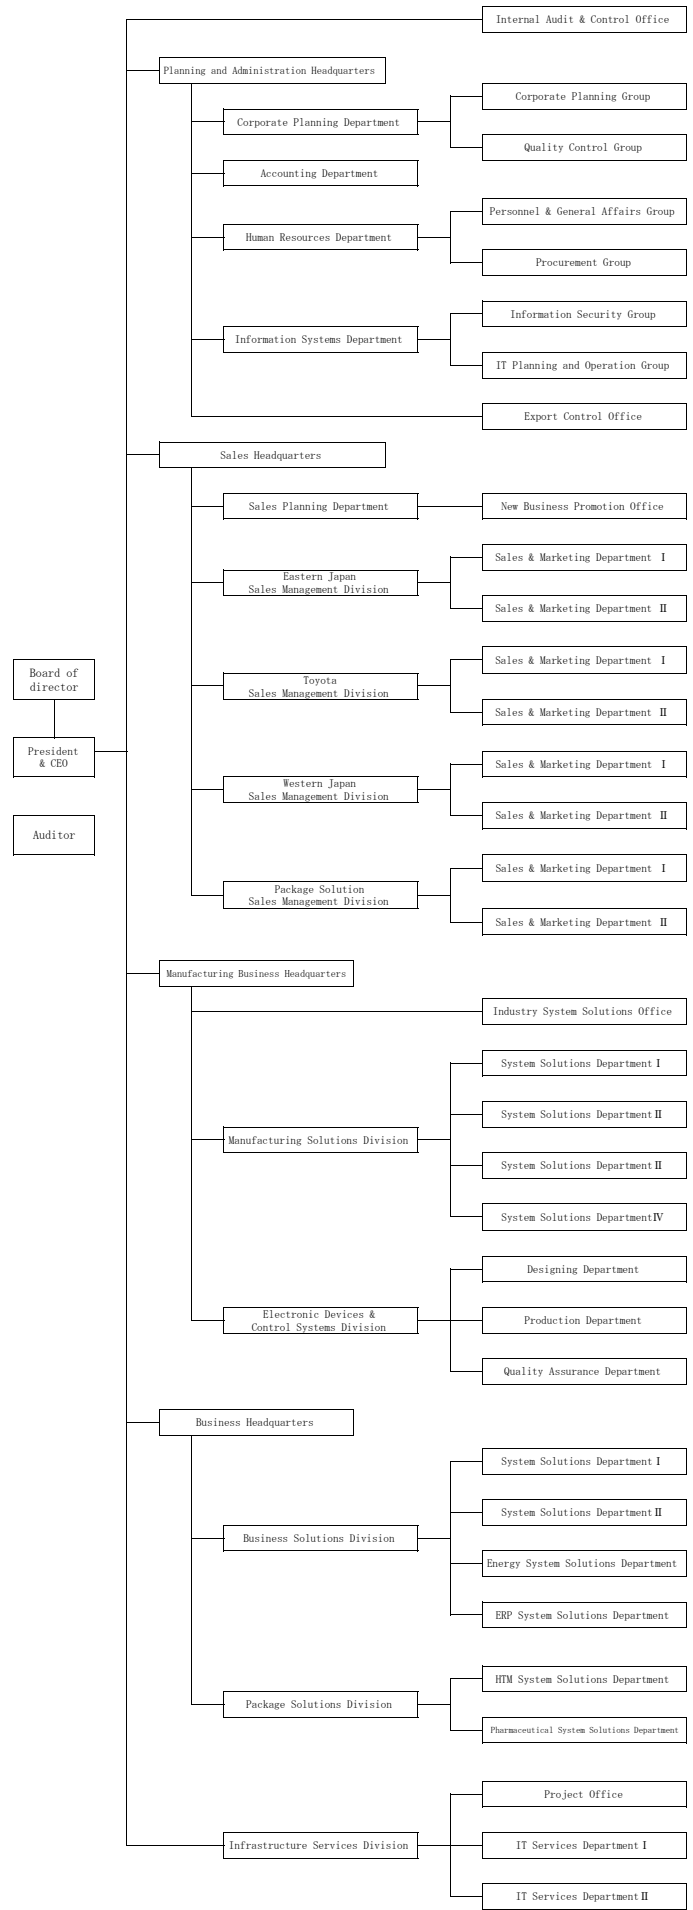 Internal Audit & Control Office
Planning and Administration Headquarters
Corporate Planning Group
Corporate Planning Department
Quality Control Group
Accounting Department
Personnel & General Affairs Group
Human Resources Department
Procurement Group
Information Security Group
Information Systems Department
IT Planning and Operation Group
Export Control Office
Sales Headquarters
Sales Planning Department
New Business Promotion Office
Sales & Marketing Department Ⅰ
Eastern Japan
Sales Management Division
Sales & Marketing Department Ⅱ
Board of
director
Sales & Marketing Department Ⅰ
Toyota
Sales Management Division
Sales & Marketing Department Ⅱ
President
& CEO
Sales & Marketing Department Ⅰ
Western Japan
Sales Management Division
Sales & Marketing Department Ⅱ
Auditor
Sales & Marketing Department Ⅰ
Package Solution
Sales Management Division
Sales & Marketing Department Ⅱ
Manufacturing Business Headquarters
Industry System Solutions Office
System Solutions Department Ⅰ
System Solutions Department Ⅱ
Manufacturing Solutions Division
System Solutions Department Ⅱ
System Solutions Department Ⅳ
Designing Department
Electronic Devices &
Control Systems Division
Production Department
Quality Assurance Department
Business Headquarters
System Solutions Department Ⅰ
System Solutions Department Ⅱ
Business Solutions Division
Energy System Solutions Department
ERP System Solutions Department
HTM System Solutions Department
Package Solutions Division
Pharmaceutical System Solutions Department
Project Office
Infrastructure Services Division
IT Services Department Ⅰ
IT Services Department Ⅱ